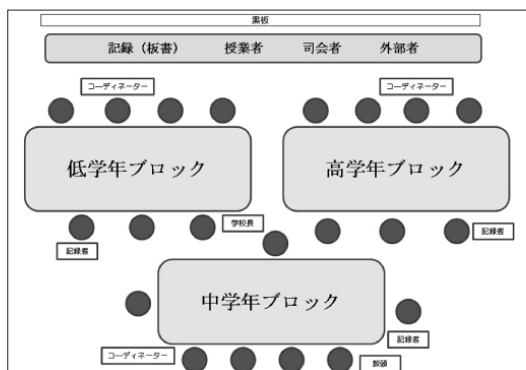 黒板
記録（板書） 授業者 司会者 外部者
コーディネーター コーディネーター
低学年ブロック 高学年ブロック
学校長
記録者 記録者
中学年ブロック
記録者
コーディネーター 教頭